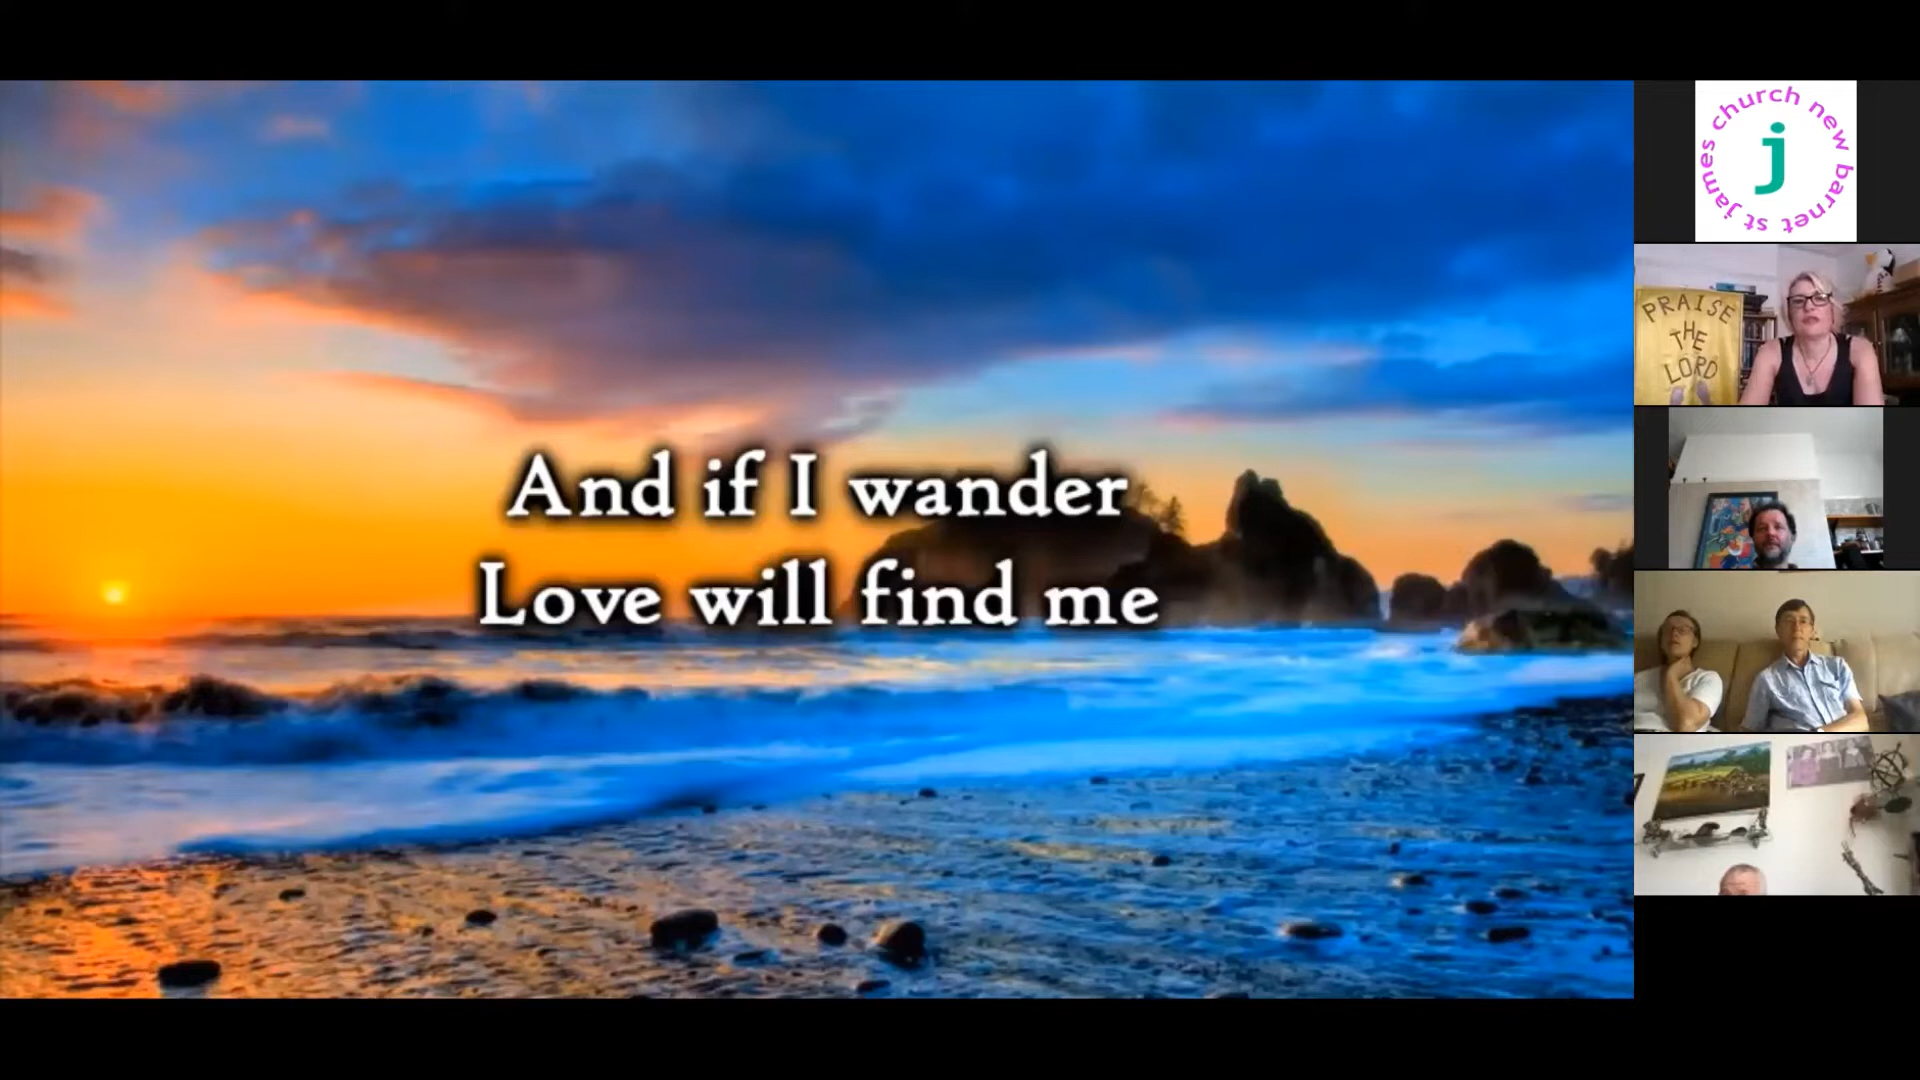 And if I wander
Love will find me
st james church new barnet
j
PRAISE
THE
LORD